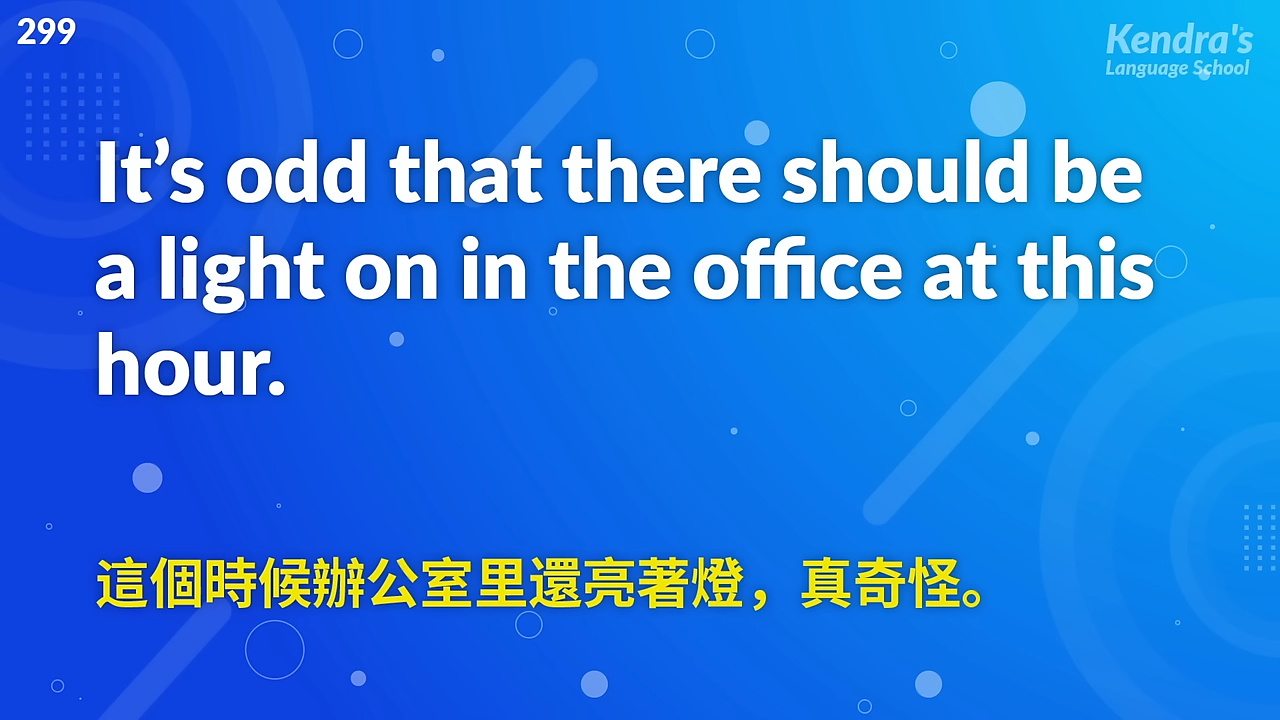 299
Kendra's
Language School
It’s odd that there should be
a light on in the office at this
hour.
這個時候辦公室里還亮著燈，真奇怪。